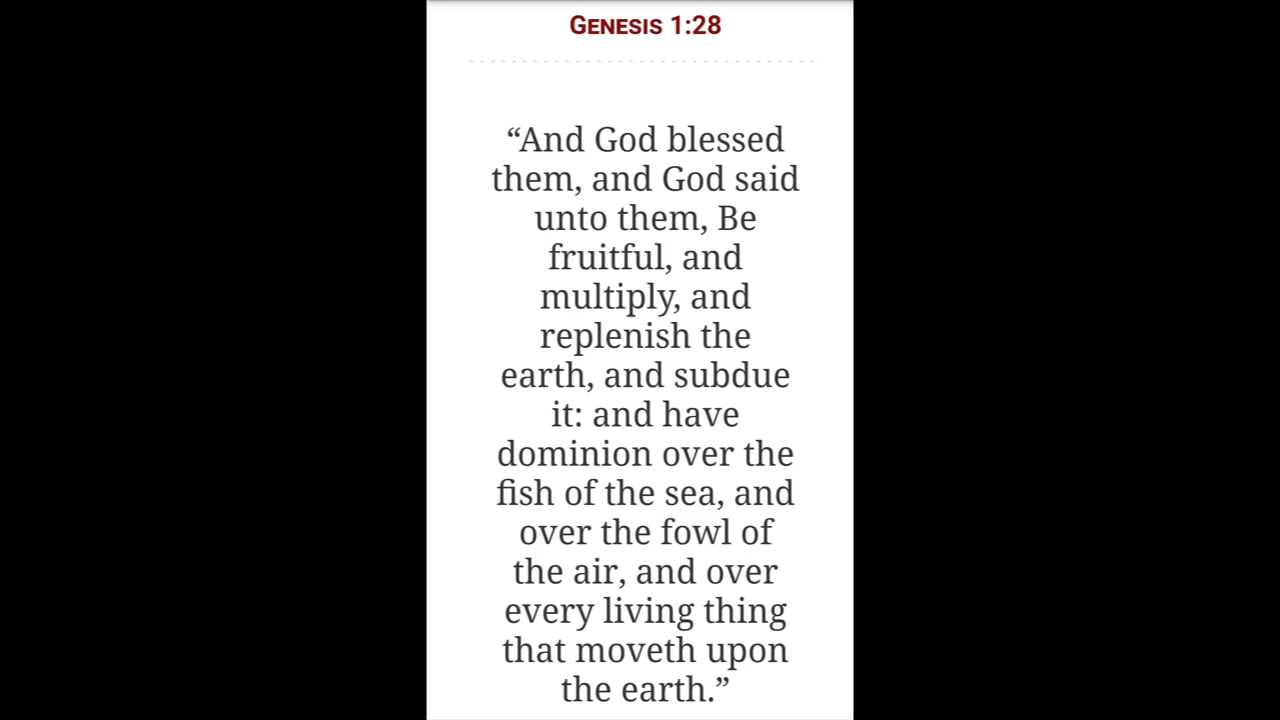 Genesis 1:28
“And God blessed
them, and God said
unto them, Be
fruitful, and
multiply, and
replenish the
earth, and subdue
it: and have
dominion over the
fish of the sea, and
over the fowl of
the air, and over
every living thing
that moveth upon
the earth.”